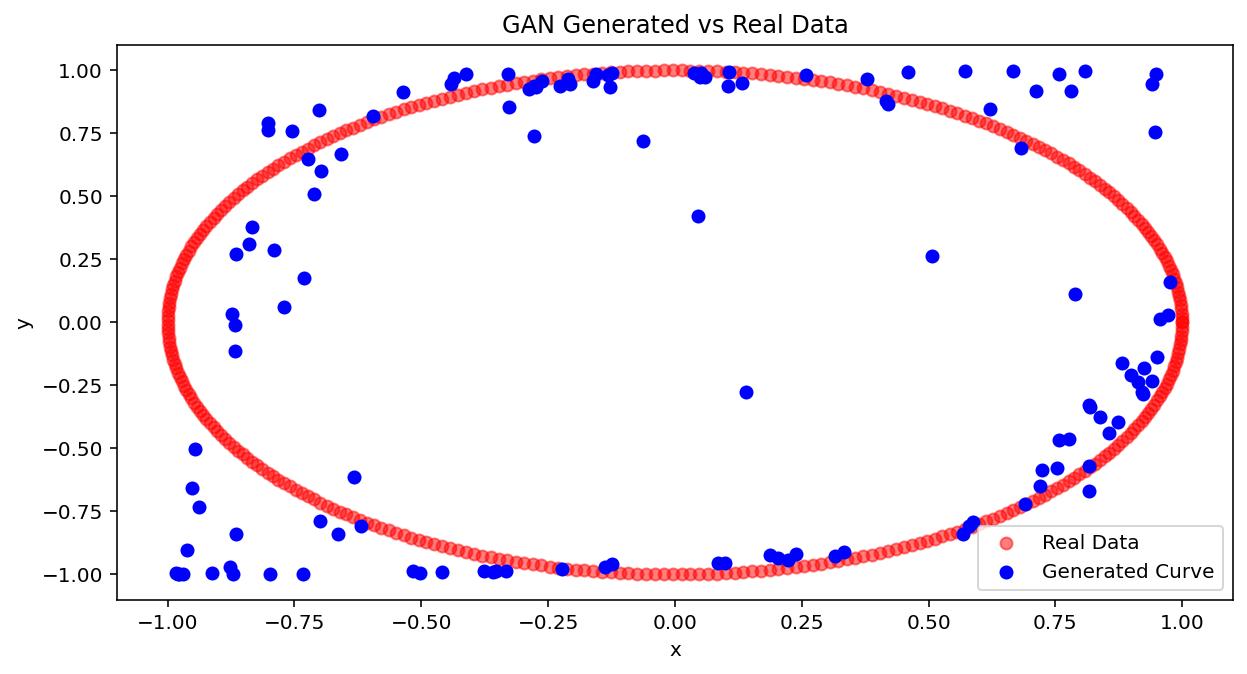 GAN Generated vs Real Data
1.00
0.75
0.50
0.25
0.00
−0.25
−0.50
−0.75
−1.00
y
Real Data
Generated Curve
−1.00 −0.75 −0.50 −0.25 0.00 0.25 0.50 0.75 1.00
x